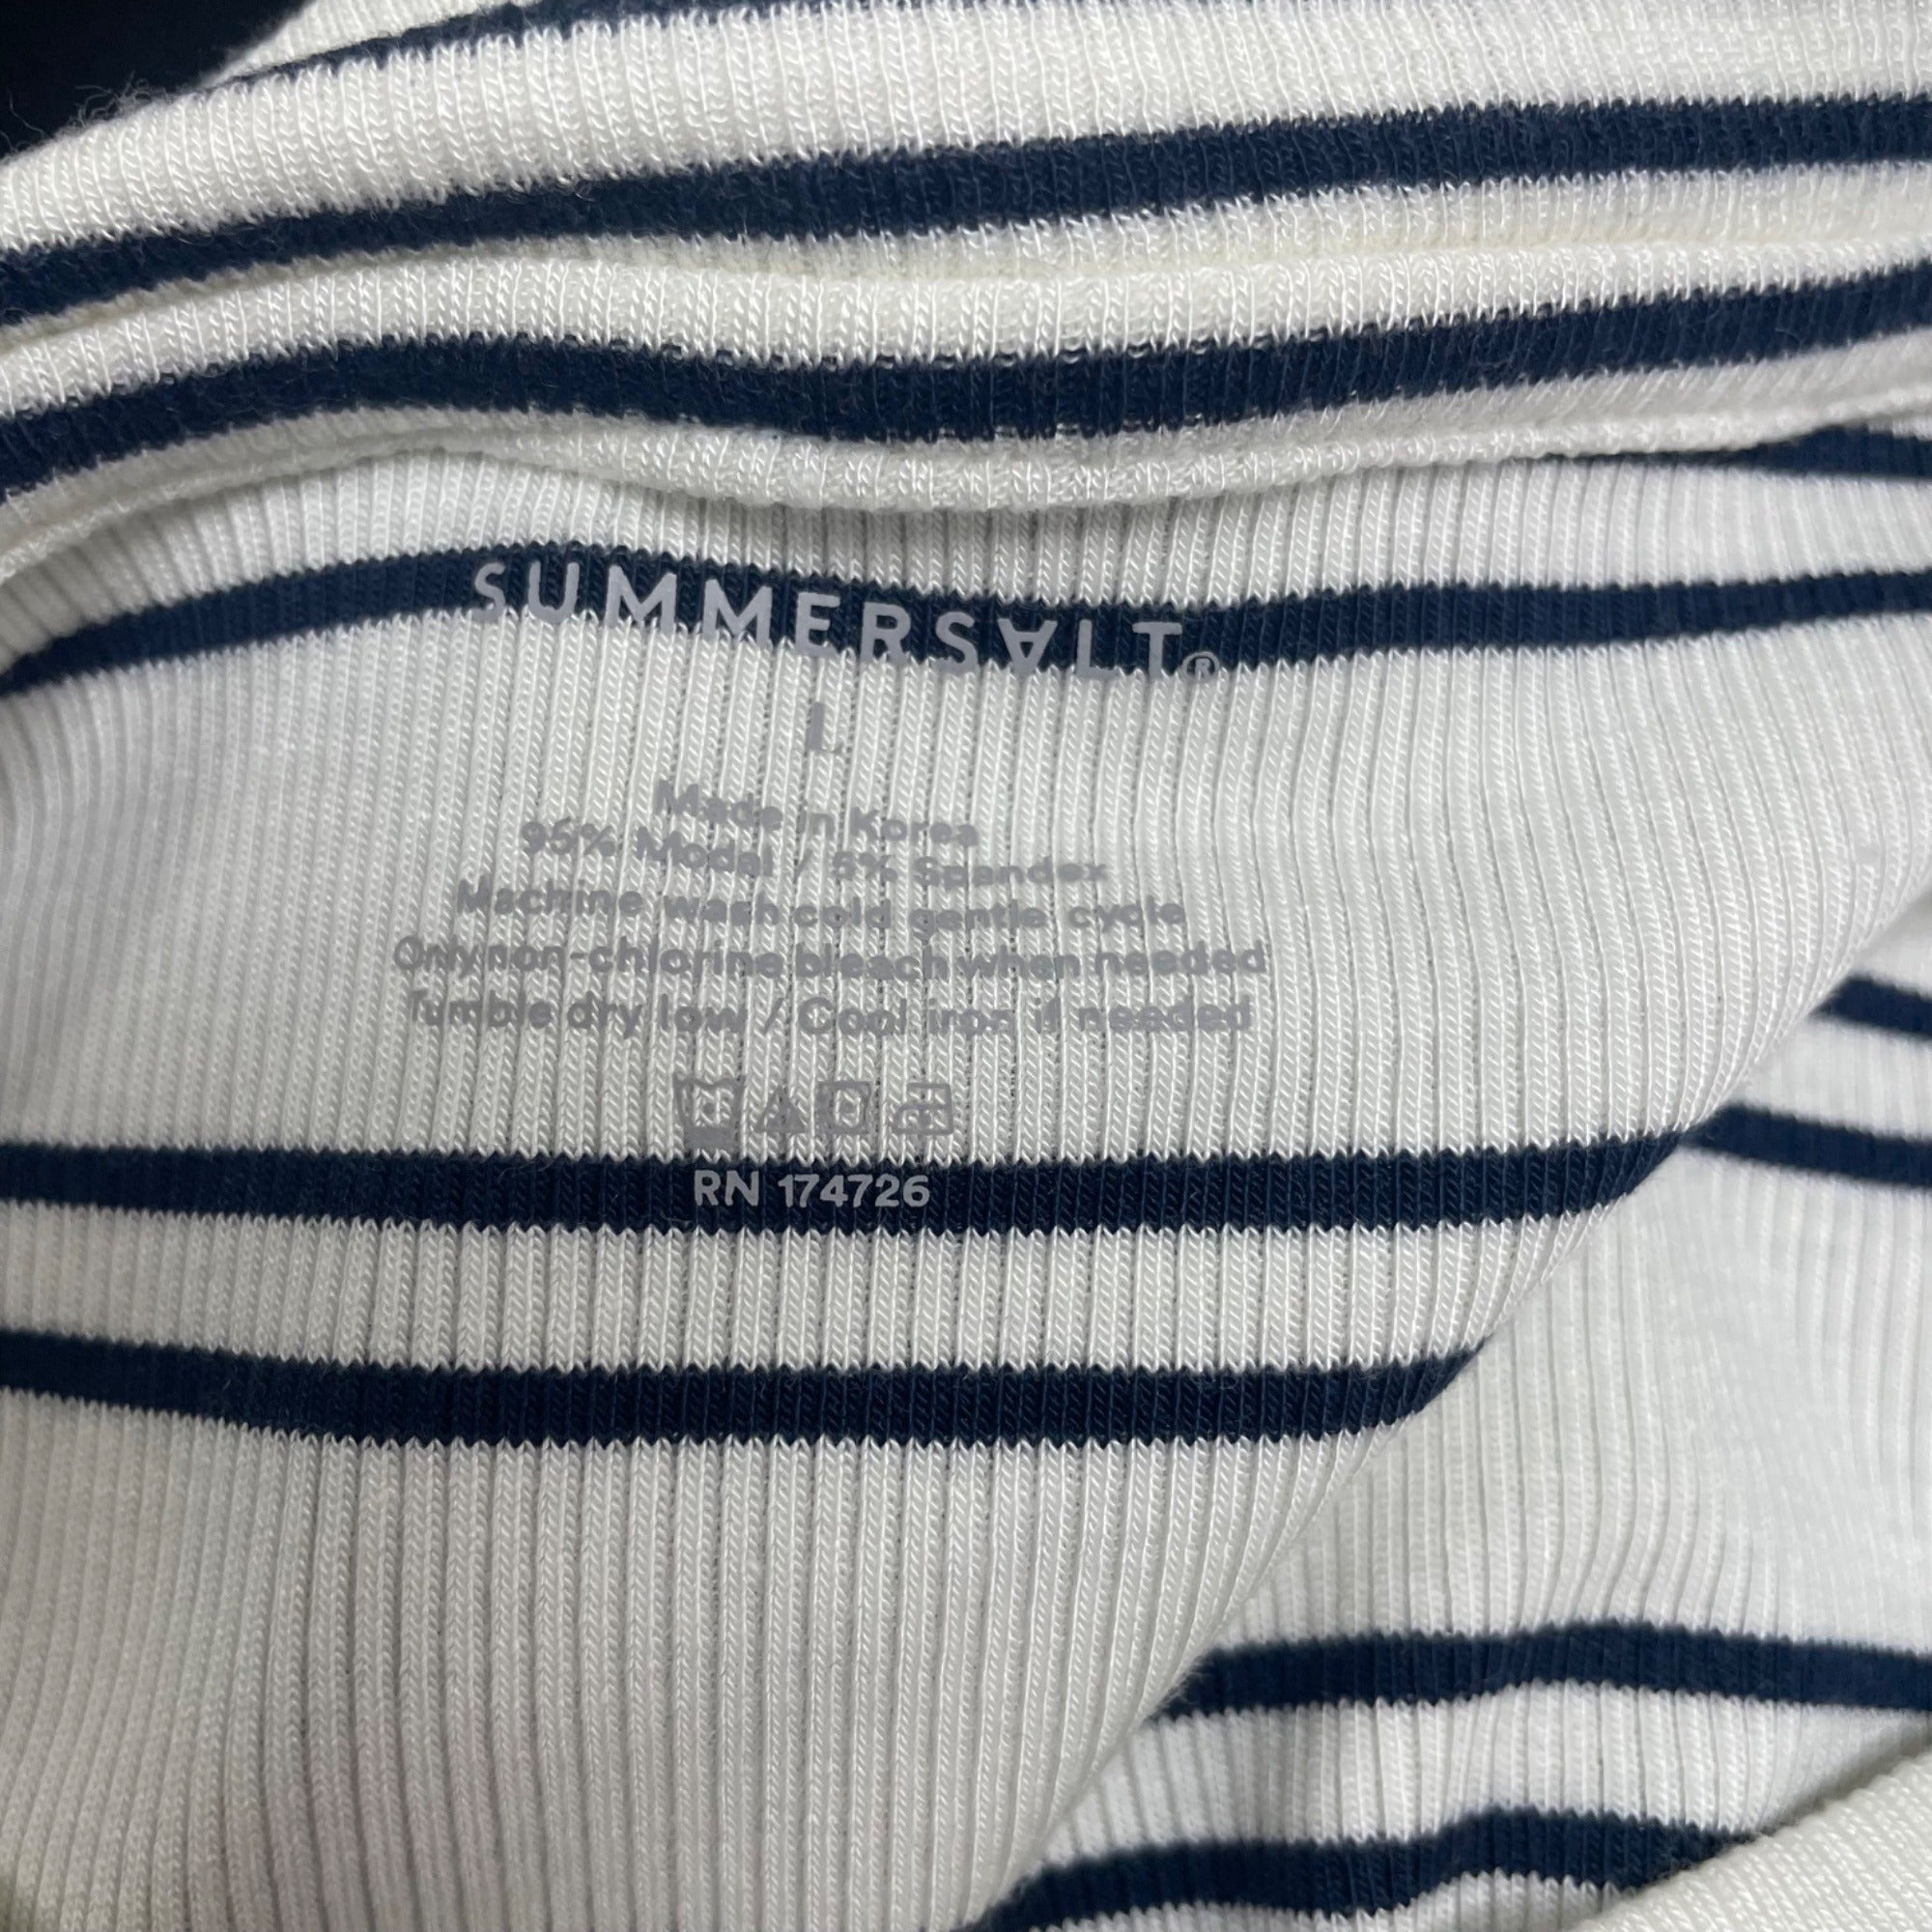 SUMMERSALT®
L
Made in Korea
95% Modal / 5% Spandex
Machine wash cold gentle cycle
Only non-chlorine bleach when needed
Tumble dry low / Cool iron if needed
RN 174726